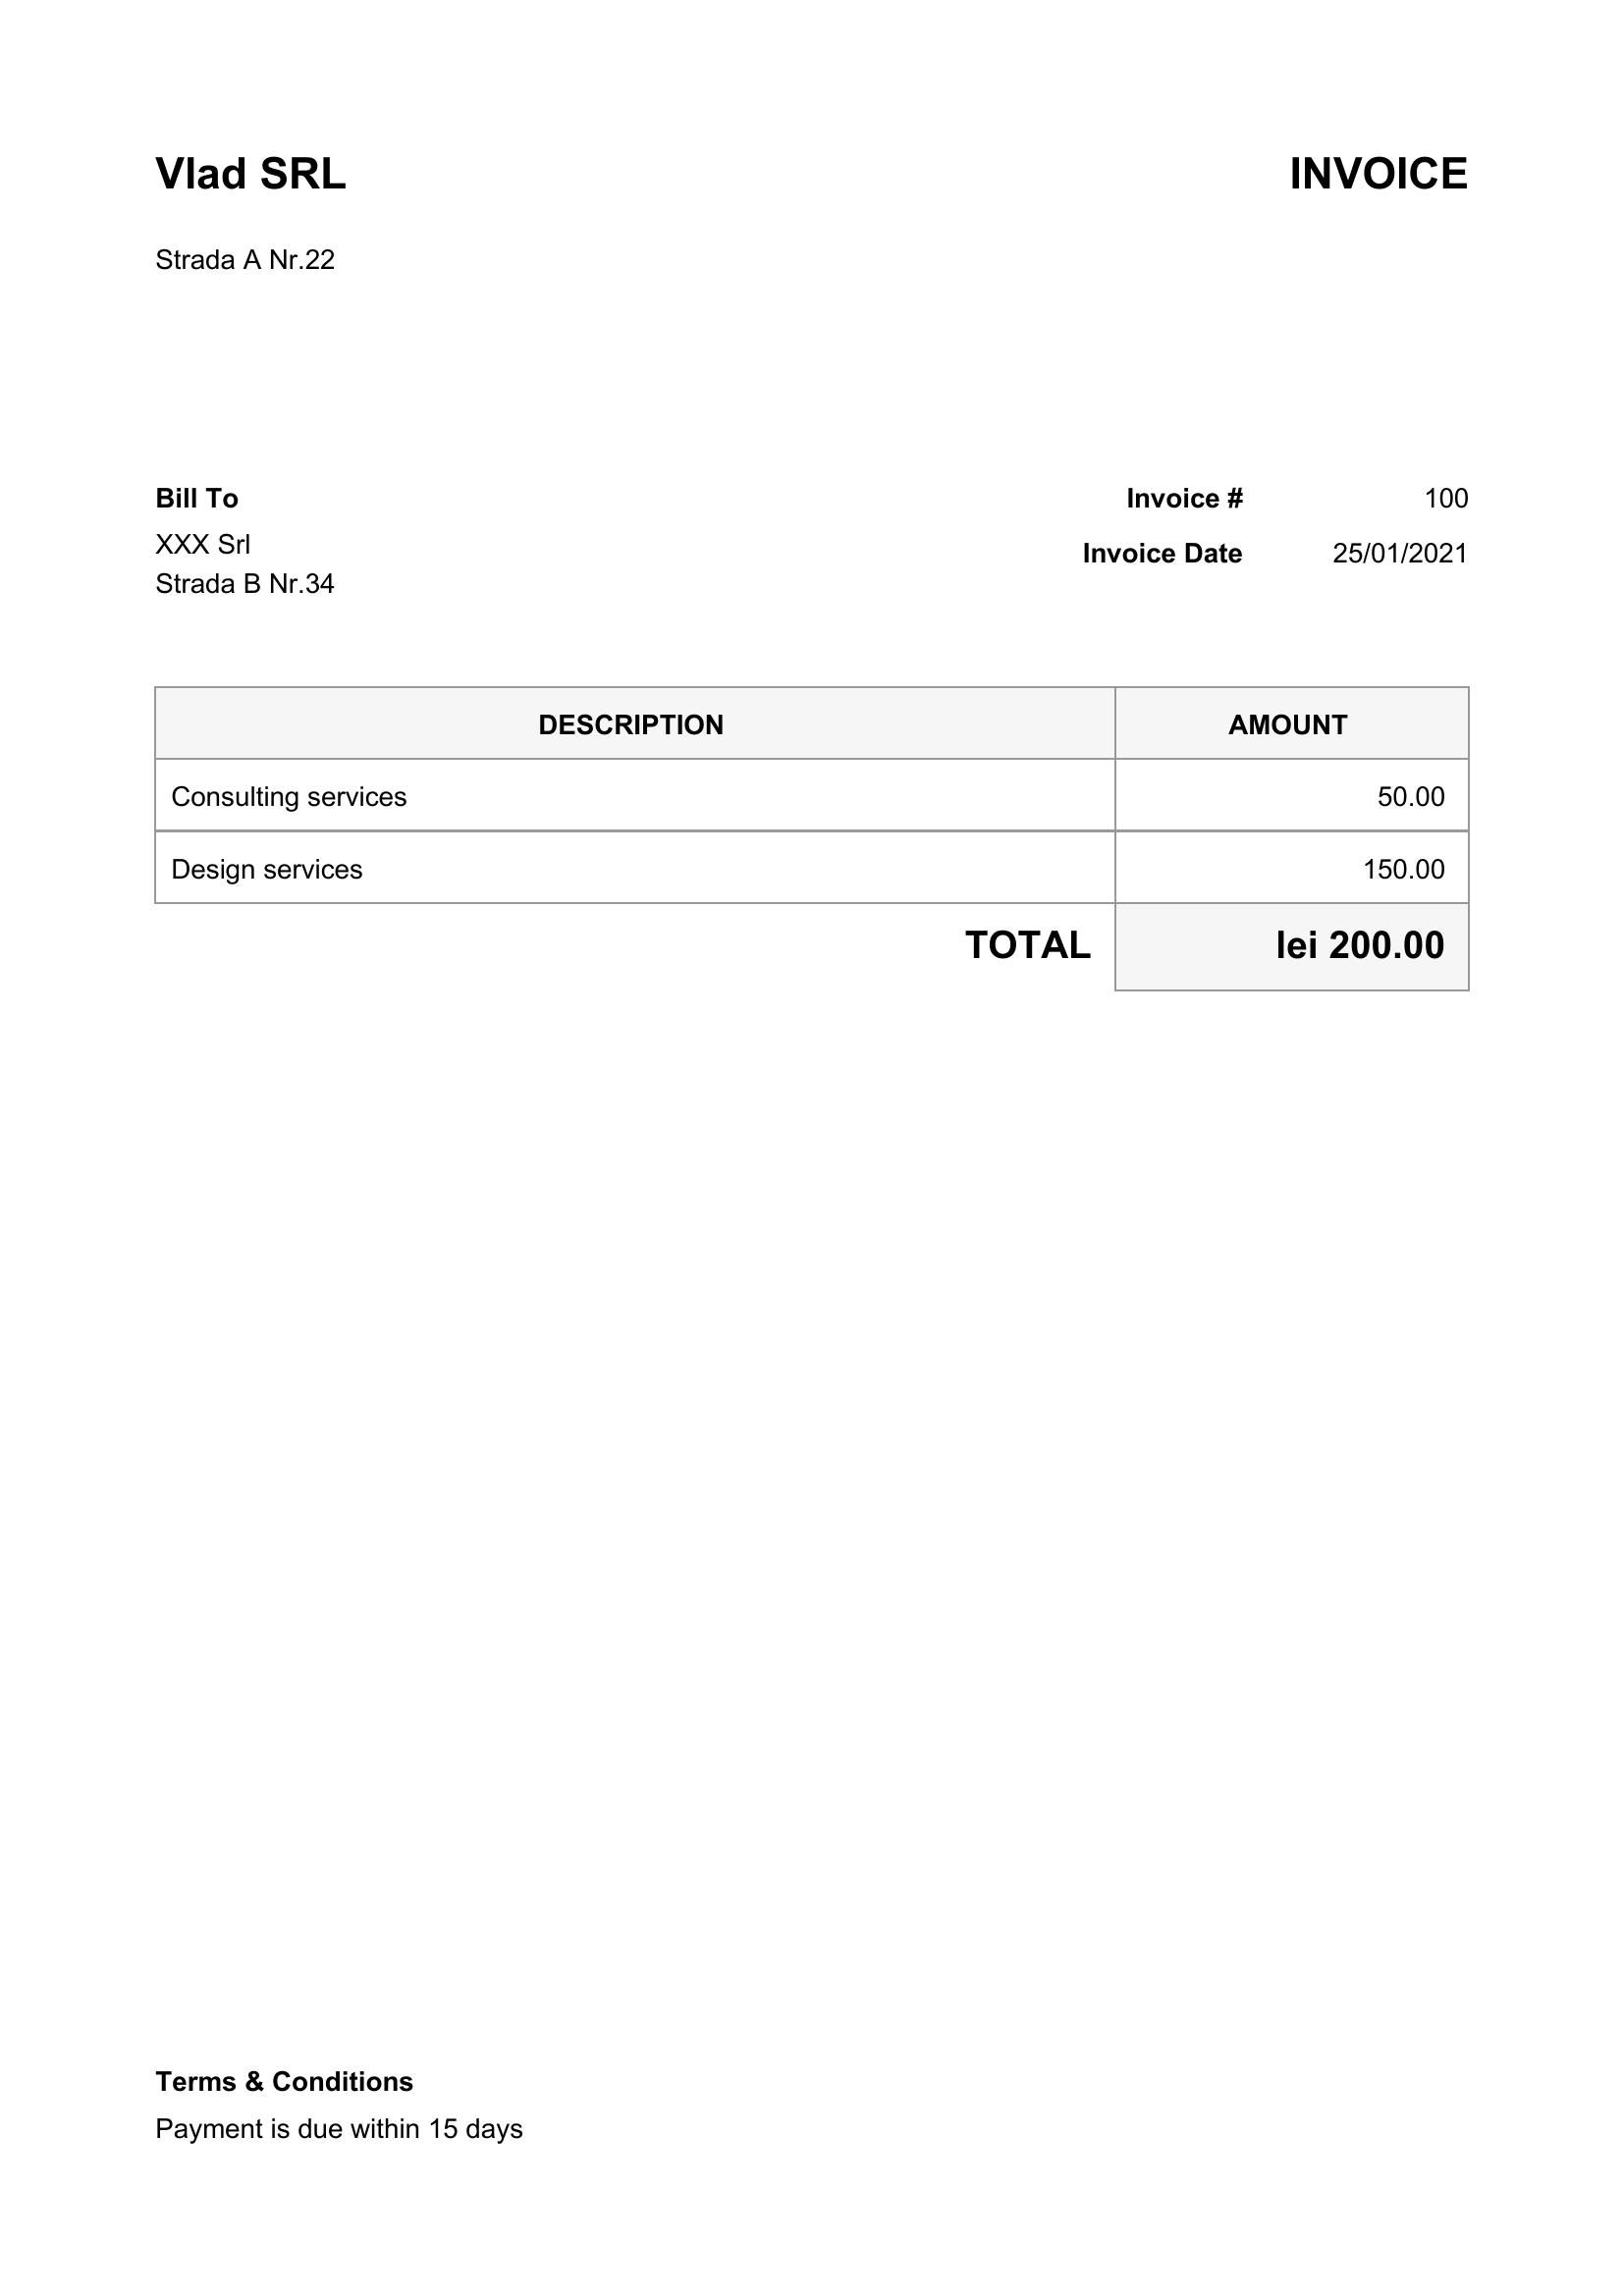 Vlad SRL INVOICE
Strada A Nr.22
Bill To Invoice # 100
XXX Srl
Invoice Date 25/01/2021
Strada B Nr.34
DESCRIPTION AMOUNT
Consulting services 50.00
Design services 150.00
TOTAL lei 200.00
Terms & Conditions
Payment is due within 15 days